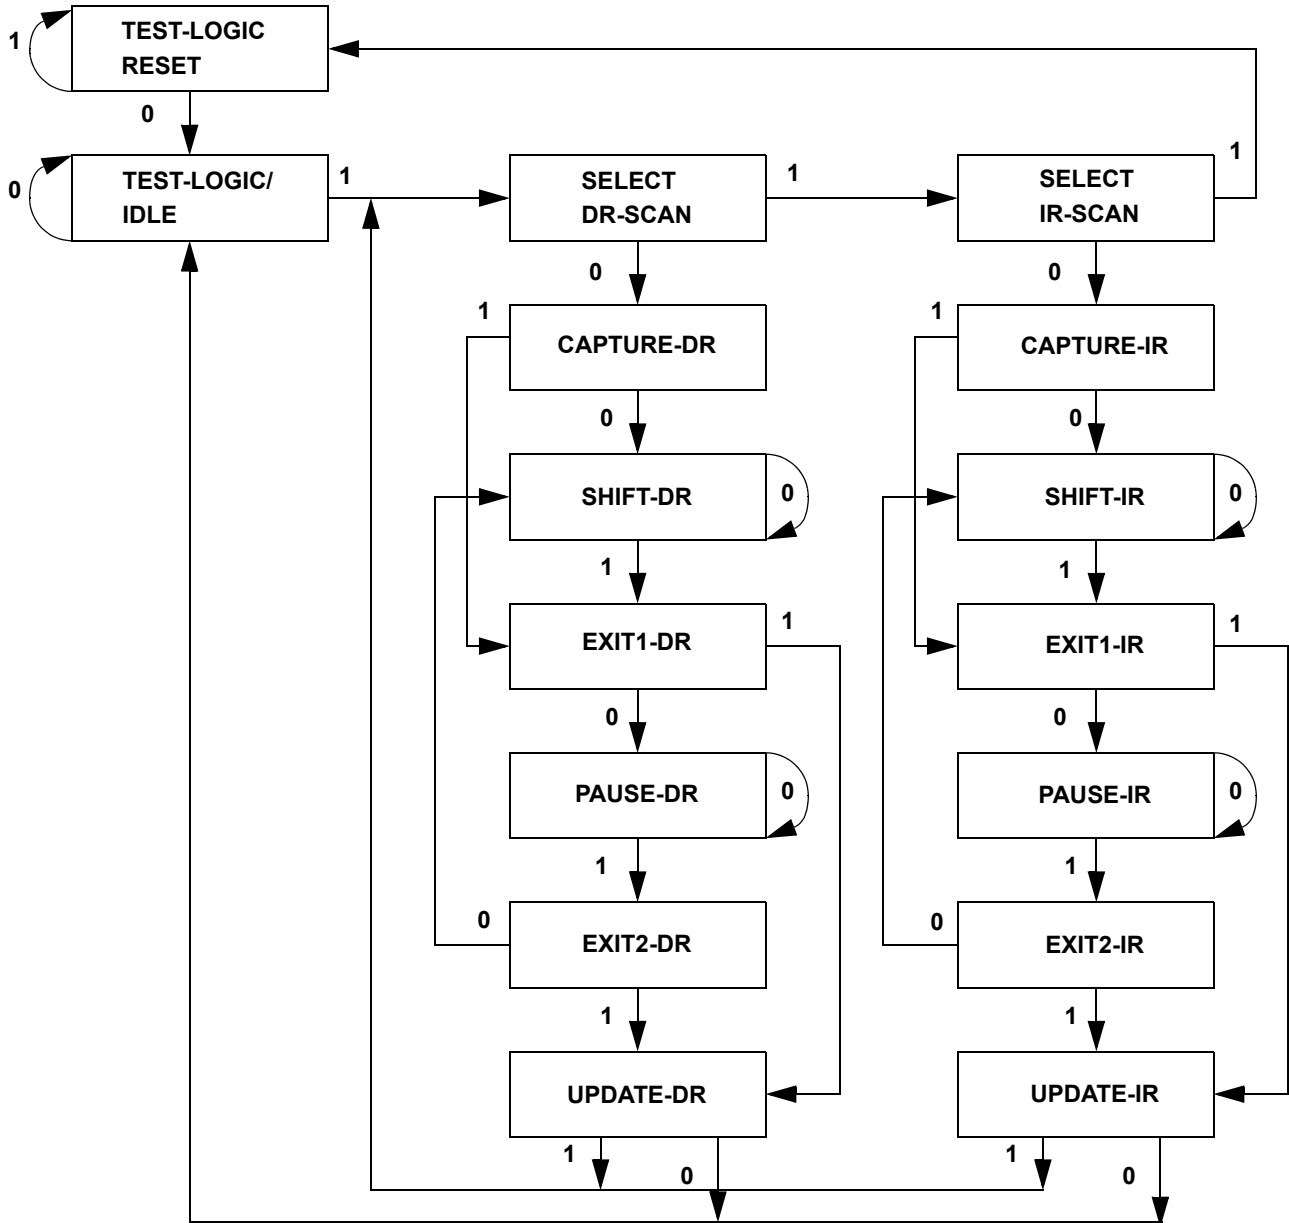 1
TEST-LOGIC
RESET
0
0
TEST-LOGIC/
IDLE
1
SELECT
DR-SCAN
1
SELECT
IR-SCAN
1
0
0
1
CAPTURE-DR
1
CAPTURE-IR
0
0
SHIFT-DR
0
SHIFT-IR
0
1
1
EXIT1-DR
1
EXIT1-IR
1
0
0
PAUSE-DR
0
PAUSE-IR
0
1
1
0
EXIT2-DR
0
EXIT2-IR
1
1
UPDATE-DR
UPDATE-IR
1
0
1
0